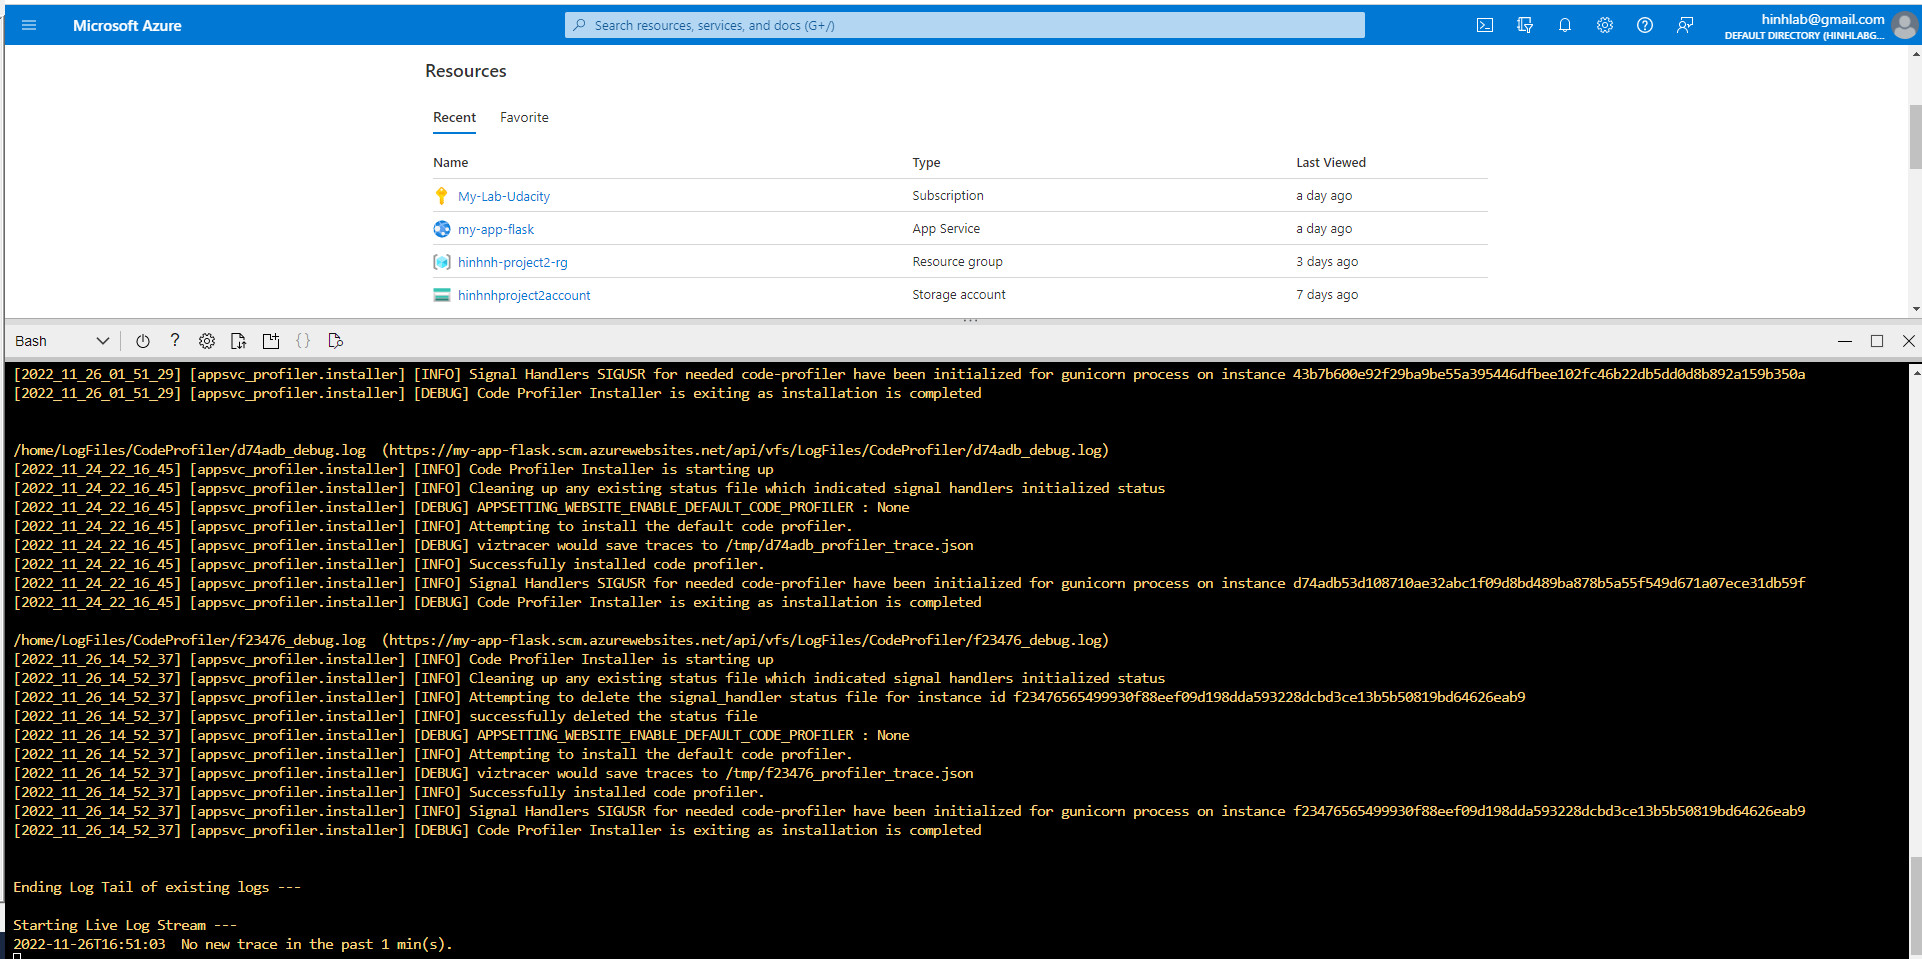 Microsoft Azure
Search resources, services, and docs (G+/)
hinhlab@gmail.com
DEFAULT DIRECTORY (HINHLABG...
Resources
Recent Favorite
Name Type Last Viewed
My-Lab-Udacity Subscription a day ago
my-app-flask App Service a day ago
hinhnh-project2-rg Resource group 3 days ago
hinhnhproject2account Storage account 7 days ago
Bash
[2022_11_26_01_51_29] [appsvc_profiler.installer] [INFO] Signal Handlers SIGUSR for needed code-profiler have been initialized for gunicorn process on instance 43b7b600e92f29ba9be55a395446dfbee102fc46b22db5dd0d8b892a159b350a
[2022_11_26_01_51_29] [appsvc_profiler.installer] [DEBUG] Code Profiler Installer is exiting as installation is completed
/home/LogFiles/CodeProfiler/d74adb_debug.log  (https://my-app-flask.scm.azurewebsites.net/api/vfs/LogFiles/CodeProfiler/d74adb_debug.log)
[2022_11_24_22_16_45] [appsvc_profiler.installer] [INFO] Code Profiler Installer is starting up
[2022_11_24_22_16_45] [appsvc_profiler.installer] [INFO] Cleaning up any existing status file which indicated signal handlers initialized status
[2022_11_24_22_16_45] [appsvc_profiler.installer] [DEBUG] APPSETTING_WEBSITE_ENABLE_DEFAULT_CODE_PROFILER : None
[2022_11_24_22_16_45] [appsvc_profiler.installer] [INFO] Attempting to install the default code profiler.
[2022_11_24_22_16_45] [appsvc_profiler.installer] [DEBUG] viztracer would save traces to /tmp/d74adb_profiler_trace.json
[2022_11_24_22_16_45] [appsvc_profiler.installer] [INFO] Successfully installed code profiler.
[2022_11_24_22_16_45] [appsvc_profiler.installer] [INFO] Signal Handlers SIGUSR for needed code-profiler have been initialized for gunicorn process on instance d74adb53d108710ae32abc1f09d8bd489ba878b5a55f549d671a07ece31db59f
[2022_11_24_22_16_45] [appsvc_profiler.installer] [DEBUG] Code Profiler Installer is exiting as installation is completed
/home/LogFiles/CodeProfiler/f23476_debug.log  (https://my-app-flask.scm.azurewebsites.net/api/vfs/LogFiles/CodeProfiler/f23476_debug.log)
[2022_11_26_14_52_37] [appsvc_profiler.installer] [INFO] Code Profiler Installer is starting up
[2022_11_26_14_52_37] [appsvc_profiler.installer] [INFO] Cleaning up any existing status file which indicated signal handlers initialized status
[2022_11_26_14_52_37] [appsvc_profiler.installer] [INFO] Attempting to delete the signal_handler status file for instance id f23476565499930f88eef09d198dda593228dcbd3ce13b5b50819bd64626eab9
[2022_11_26_14_52_37] [appsvc_profiler.installer] [INFO] successfully deleted the status file
[2022_11_26_14_52_37] [appsvc_profiler.installer] [DEBUG] APPSETTING_WEBSITE_ENABLE_DEFAULT_CODE_PROFILER : None
[2022_11_26_14_52_37] [appsvc_profiler.installer] [INFO] Attempting to install the default code profiler.
[2022_11_26_14_52_37] [appsvc_profiler.installer] [DEBUG] viztracer would save traces to /tmp/f23476_profiler_trace.json
[2022_11_26_14_52_37] [appsvc_profiler.installer] [INFO] Successfully installed code profiler.
[2022_11_26_14_52_37] [appsvc_profiler.installer] [INFO] Signal Handlers SIGUSR for needed code-profiler have been initialized for gunicorn process on instance f23476565499930f88eef09d198dda593228dcbd3ce13b5b50819bd64626eab9
[2022_11_26_14_52_37] [appsvc_profiler.installer] [DEBUG] Code Profiler Installer is exiting as installation is completed
Ending Log Tail of existing logs ---
Starting Live Log Stream ---
2022-11-26T16:51:03  No new trace in the past 1 min(s).